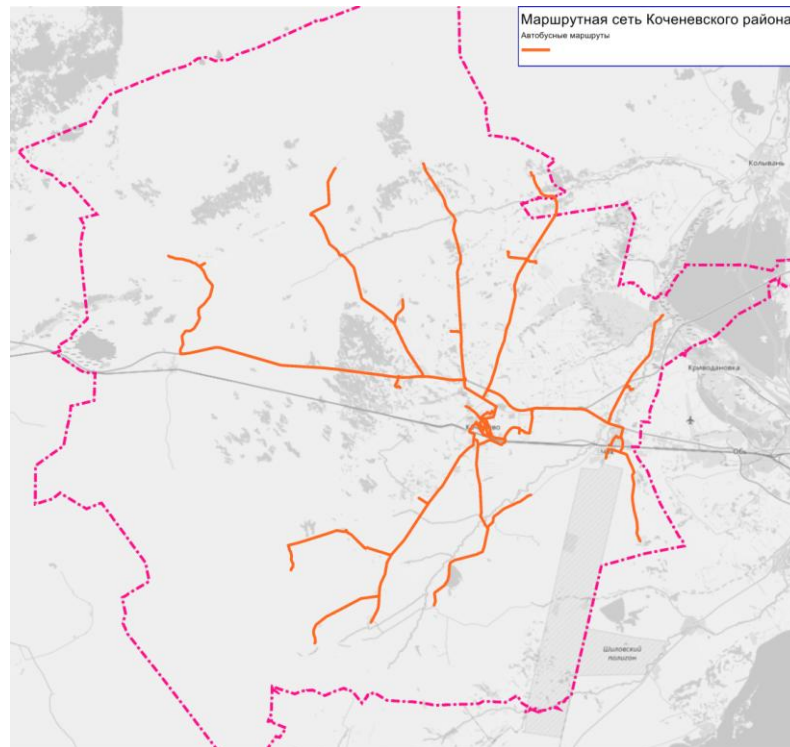 Маршрутная сеть Коченевского района
Автобусные маршруты
Колывань
Криводановка
Обь
Шиловский
полигон